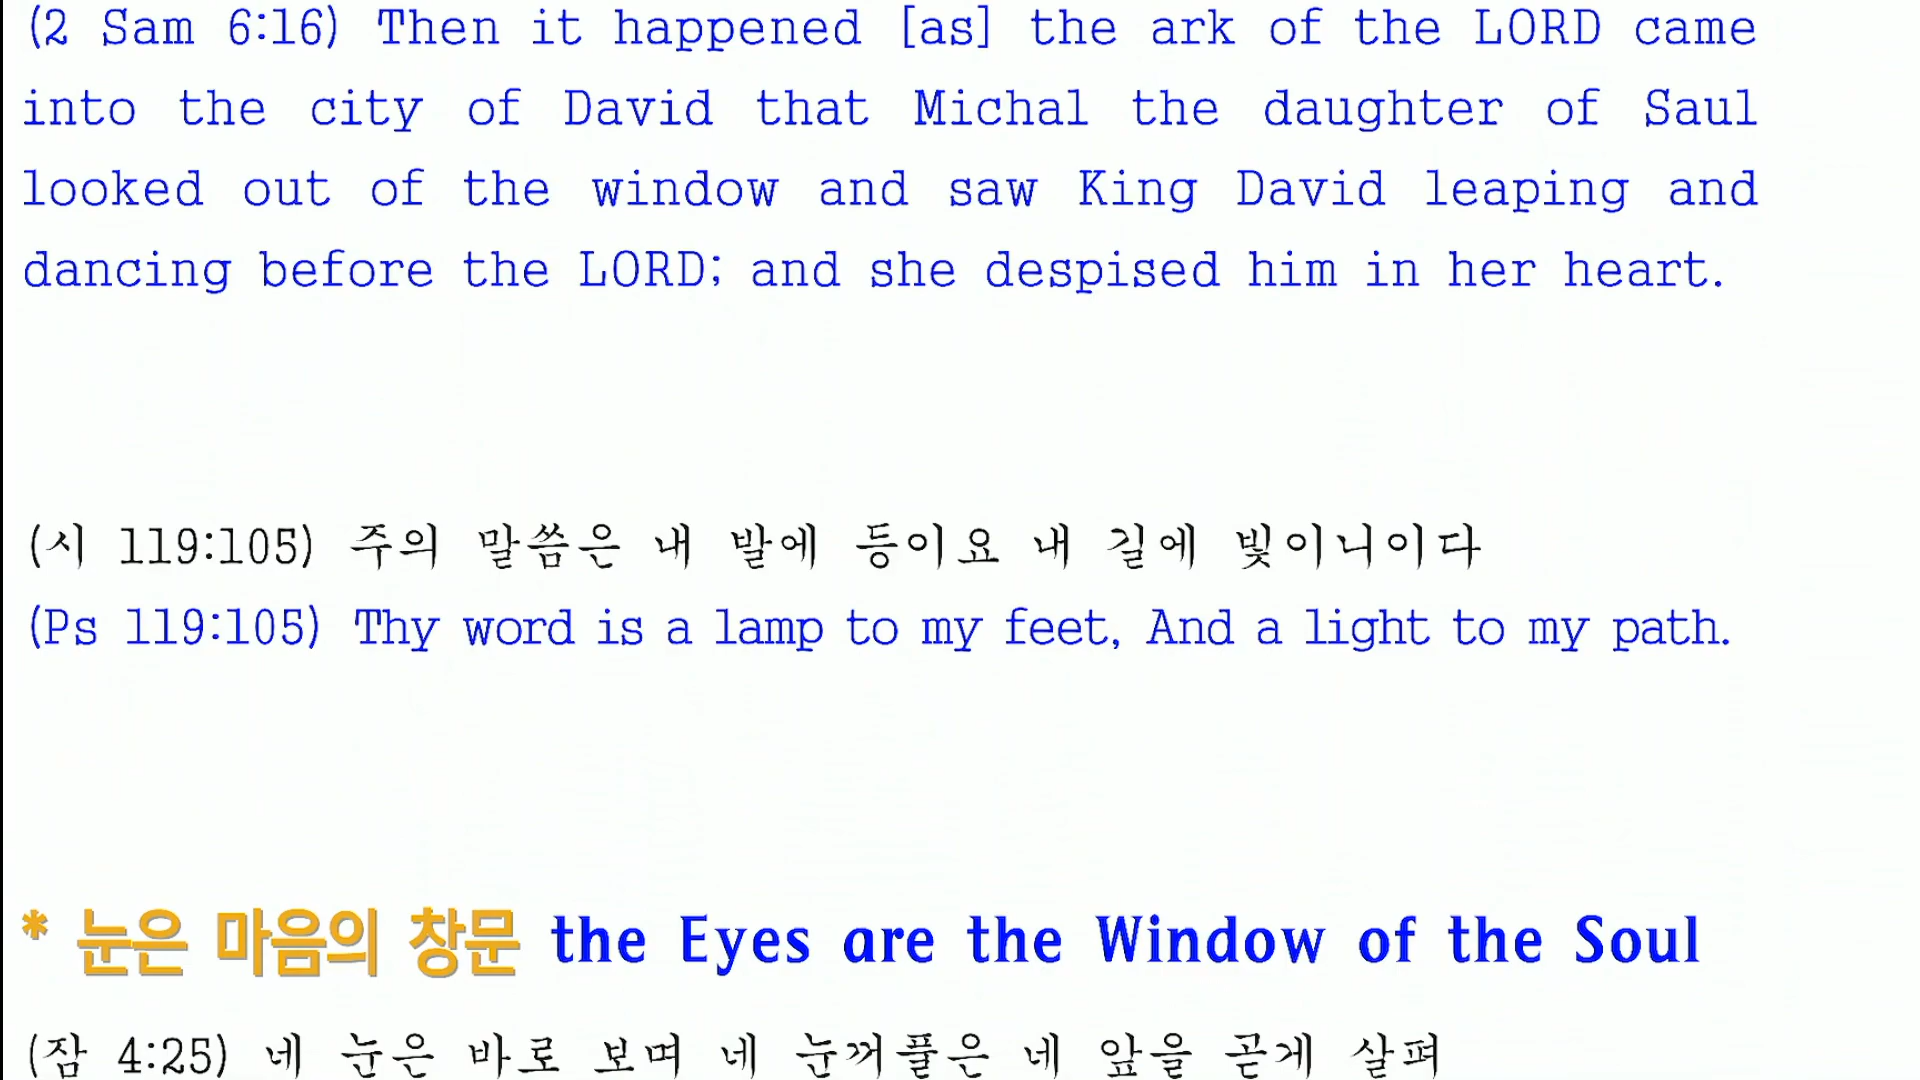 (2 Sam 6:16) Then it happened [as] the ark of the LORD came
into the city of David that Michal the daughter of Saul
looked out of the window and saw King David leaping and
dancing before the LORD; and she despised him in her heart.
(시 119:105) 주의 말씀은 내 발에 등이요 내 길에 빛이니이다
(Ps 119:105) Thy word is a lamp to my feet, And a light to my path.
* 눈은 마음의 창문 the Eyes are the Window of the Soul
(잠 4:25) 네 눈은 바로 보며 네 눈꺼풀은 네 앞을 곧게 살펴